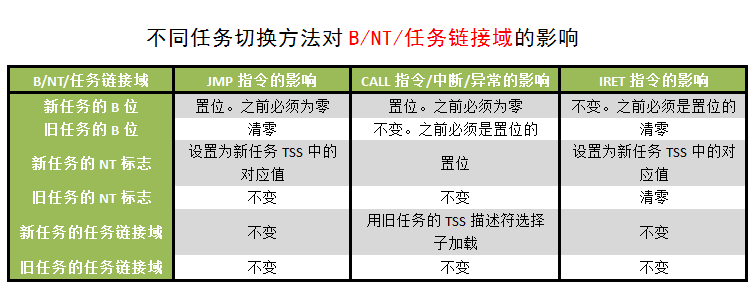 不同任务切换方法对 B/NT/任务链接域的影响
B/NT/任务链接域 JMP 指令的影响 CALL 指令/中断/异常的影响 IRET 指令的影响
新任务的 B 位 置位。之前必须为零 置位。之前必须为零 不变。之前必须是置位的
旧任务的 B 位 清零 不变。之前必须是置位的 清零
新任务的 NT 标志 设置为新任务 TSS 中的对应值 置位 设置为新任务 TSS 中的对应值
旧任务的 NT 标志 不变 不变 清零
新任务的任务链接域 不变 用旧任务的 TSS 描述符选择子加载 不变
旧任务的任务链接域 不变 不变 不变